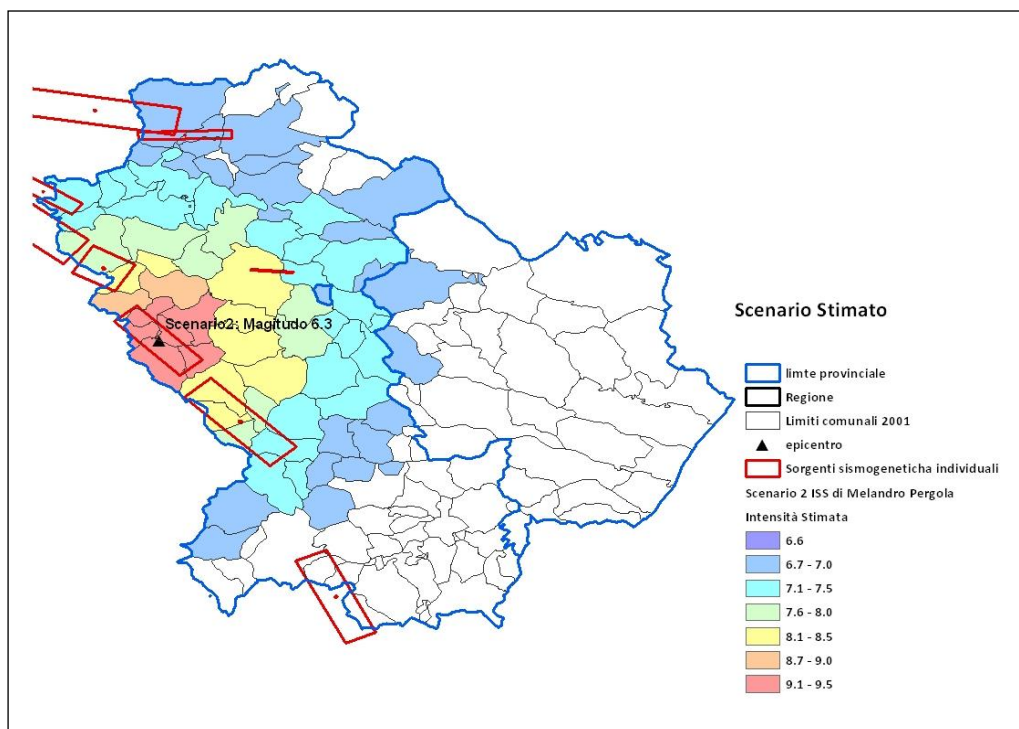 Scenario2: Magitudo 6.3
Scenario Stimato
limte provinciale
Regione
Limiti comunali 2001
epicentro
Sorgenti sismogeneticha individuali
Scenario 2 ISS di Melandro Pergola
Intensità Stimata
6.6
6.7 - 7.0
7.1 - 7.5
7.6 - 8.0
8.1 - 8.5
8.7 - 9.0
9.1 - 9.5